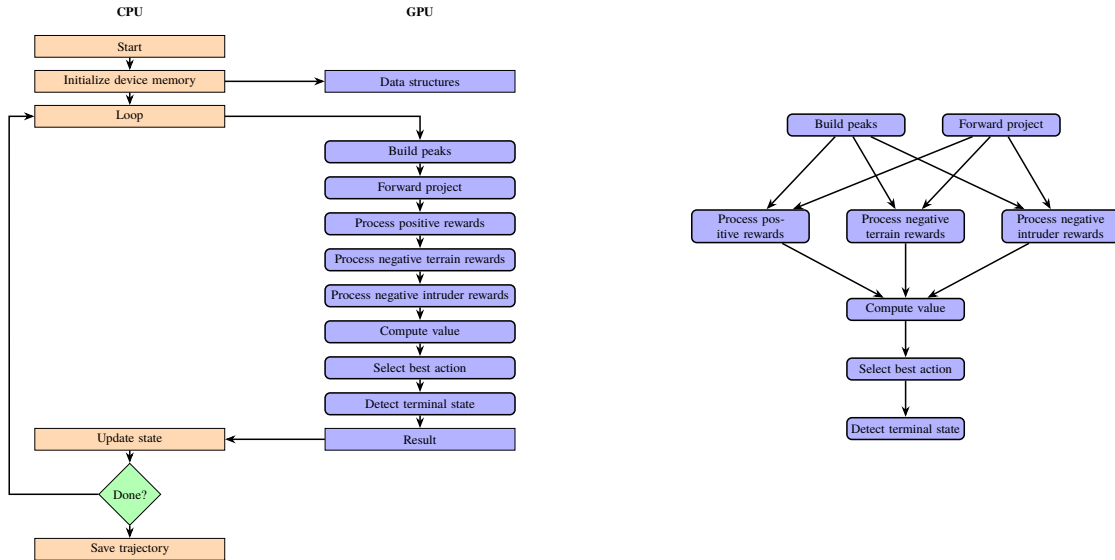 CPU
GPU
Start
Initialize device memory
Data structures
Loop
Build peaks
Forward project
Process positive rewards
Process negative terrain rewards
Process negative intruder rewards
Compute value
Select best action
Detect terminal state
Update state
Result
Done?
Save trajectory
Build peaks
Forward project
Process pos-
itive rewards
Process negative
terrain rewards
Process negative
intruder rewards
Compute value
Select best action
Detect terminal state